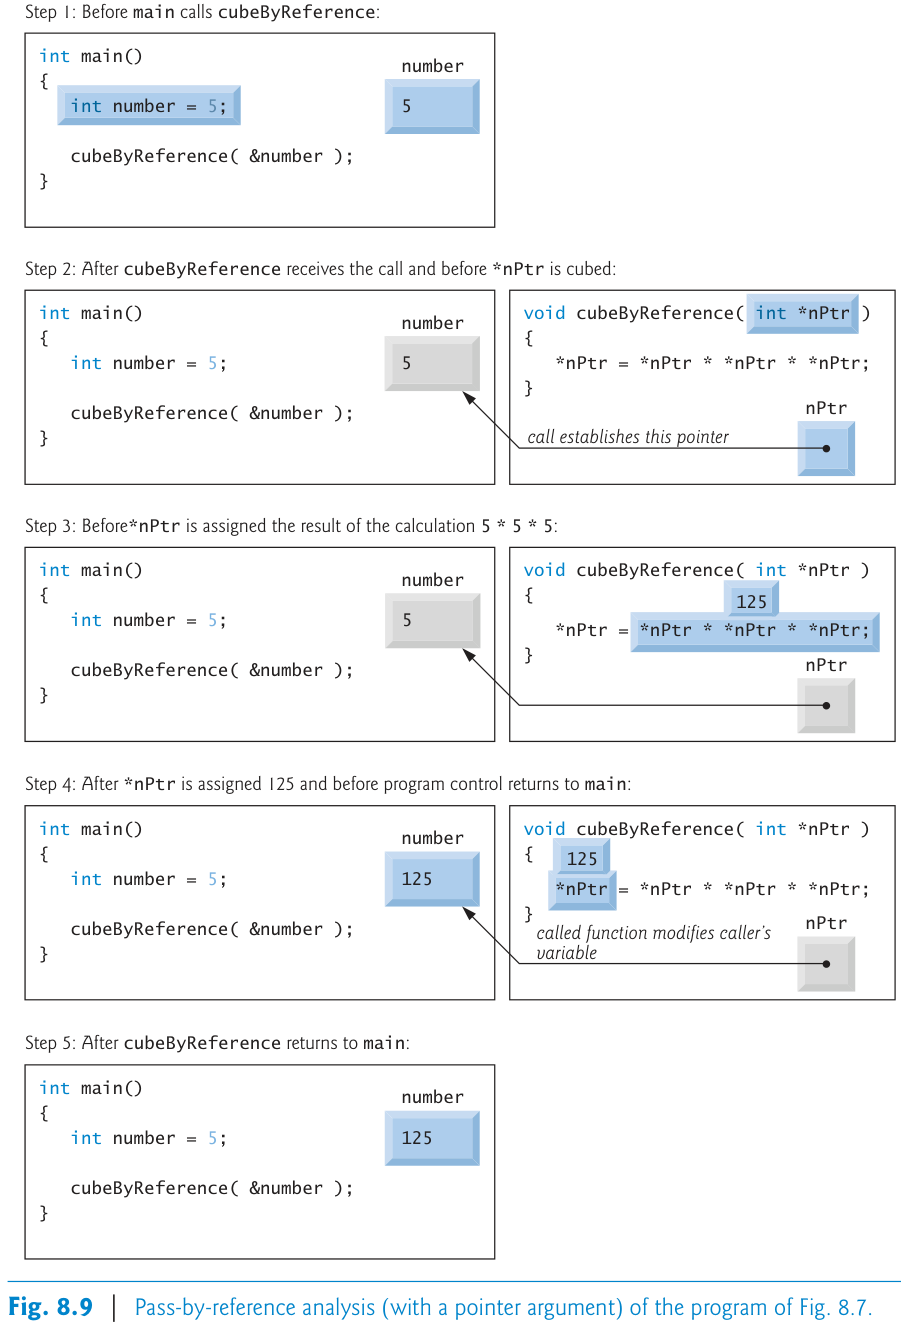 Step 1: Before main calls cubeByReference:
int main()
{
int number = 5;
cubeByReference( &number );
}
number
5
Step 2: After cubeByReference receives the call and before *nPtr is cubed:
int main()
{
int number = 5;
cubeByReference( &number );
}
number
5
void cubeByReference( int *nPtr )
{
*nPtr = *nPtr * *nPtr * *nPtr;
}
nPtr
call establishes this pointer
Step 3: Before*nPtr is assigned the result of the calculation 5 * 5 * 5:
int main()
{
int number = 5;
cubeByReference( &number );
}
number
5
void cubeByReference( int *nPtr )
{
125
*nPtr = *nPtr * *nPtr * *nPtr;
}
nPtr
Step 4: After *nPtr is assigned 125 and before program control returns to main:
int main()
{
int number = 5;
cubeByReference( &number );
}
number
125
void cubeByReference( int *nPtr )
{
125
*nPtr = *nPtr * *nPtr * *nPtr;
}
nPtr
called function modifies caller's
variable
Step 5: After cubeByReference returns to main:
int main()
{
int number = 5;
cubeByReference( &number );
}
number
125
Fig. 8.9 | Pass-by-reference analysis (with a pointer argument) of the program of Fig. 8.7.